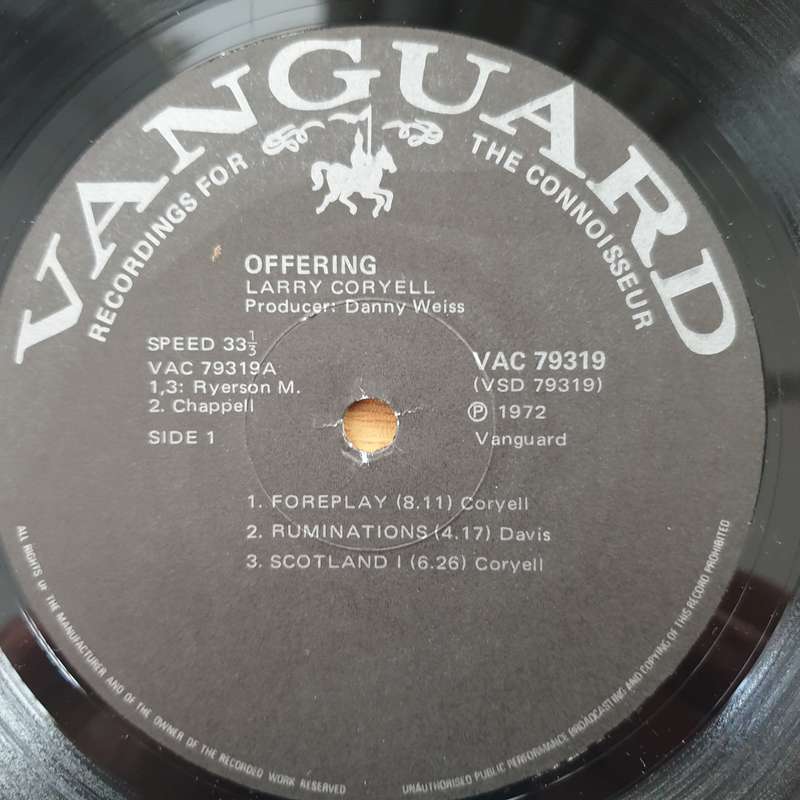 VANGUARD
RECORDINGS FOR THE CONNOISSEUR
OFFERING
LARRY CORYELL
Producer: Danny Weiss
SPEED 33⅓
VAC 79319A
1,3: Ryerson M.
2. Chappell
SIDE 1
VAC 79319
(VSD 79319)
Ⓟ 1972
Vanguard
1. FOREPLAY (8.11) Coryell
2. RUMINATIONS (4.17) Davis
3. SCOTLAND I (6.26) Coryell
ALL RIGHTS OF THE MANUFACTURER AND OF THE OWNER OF THE RECORDED WORK RESERVED
UNAUTHORISED PUBLIC PERFORMANCE BROADCASTING AND COPYING OF THIS RECORD PROHIBITED